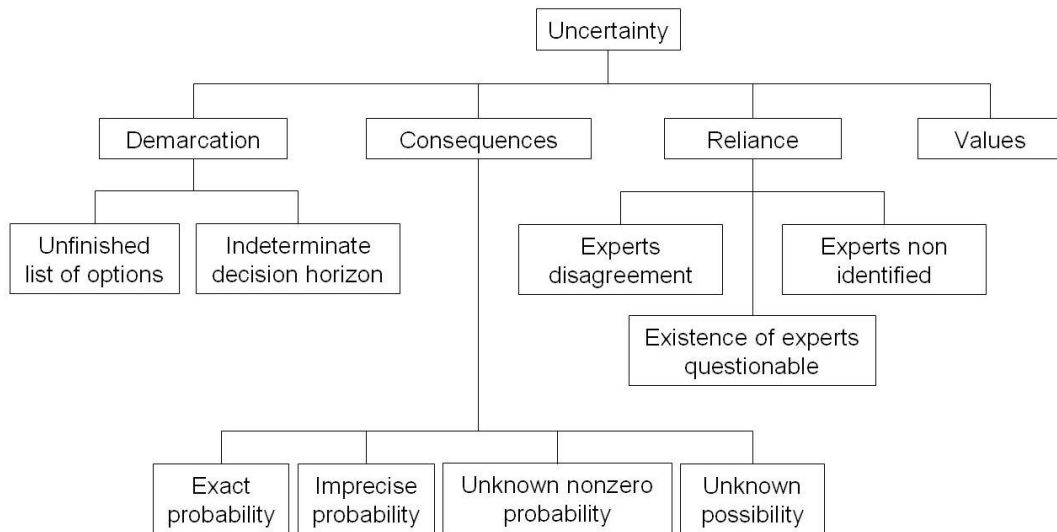 Uncertainty
Demarcation
Consequences
Reliance
Values
Unfinished
list of options
Indeterminate
decision horizon
Experts
disagreement
Experts non
identified
Existence of experts
questionable
Exact
probability
Imprecise
probability
Unknown nonzero
probability
Unknown
possibility